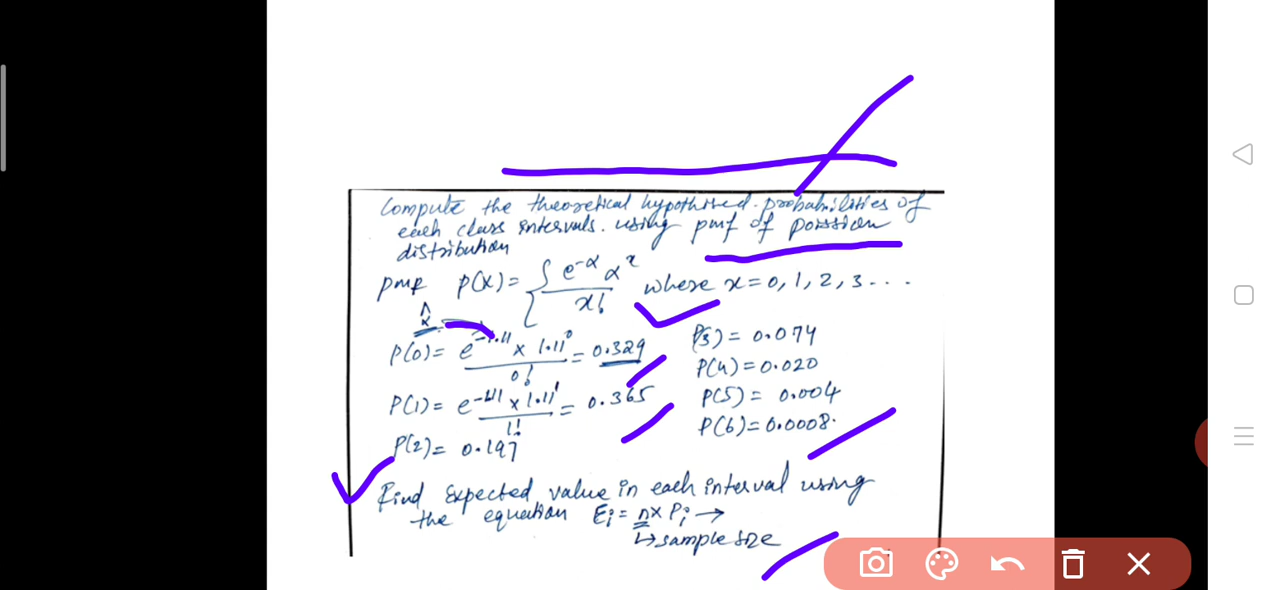 Compute the theoretical hypothised probabilities of
each class intervals. using pmf of poission
distribution
pmf P(x) = { e^-α α^x / x! where x = 0, 1, 2, 3 ....
P(0) = e^-1.11 x 1.11^0 / 0! = 0.329
P(1) = e^-1.11 x 1.11^1 / 1! = 0.365
P(2) = 0.197
P(3) = 0.074
P(4) = 0.020
P(5) = 0.004
P(6) = 0.0008.
Find Expected value in each interval using
the equation Ei = n x Pi →
↳ sample size